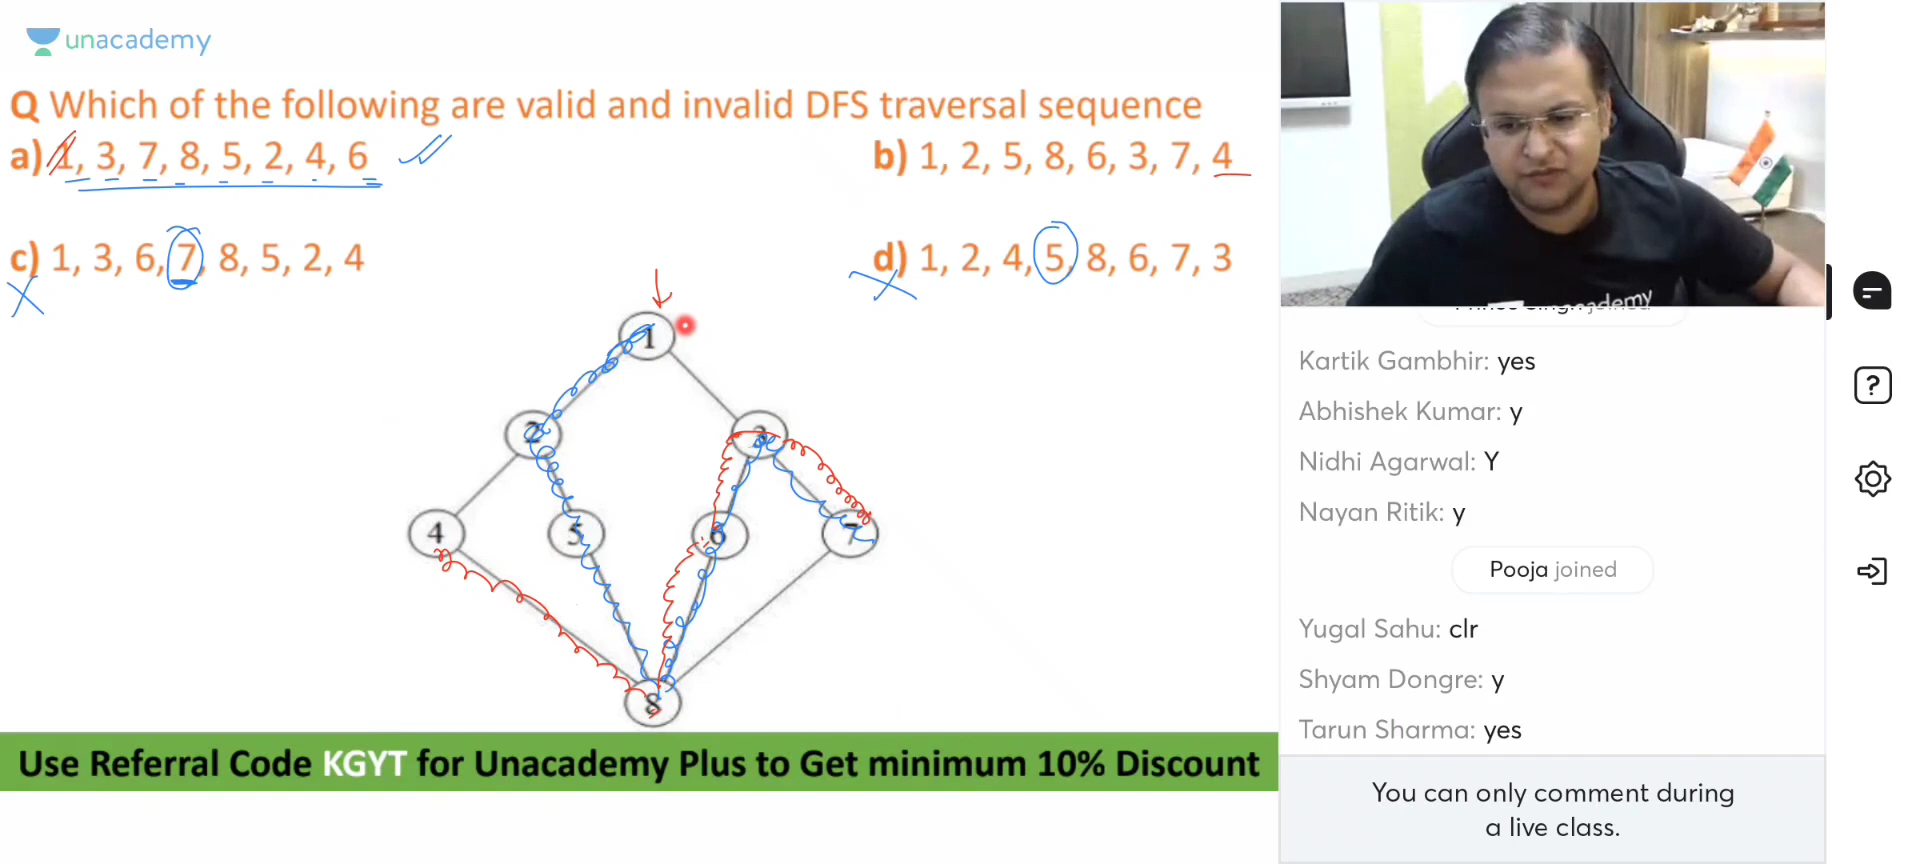 unacademy
Q Which of the following are valid and invalid DFS traversal sequence
a) 1, 3, 7, 8, 5, 2, 4, 6
b) 1, 2, 5, 8, 6, 3, 7, 4
c) 1, 3, 6, 7, 8, 5, 2, 4
d) 1, 2, 4, 5, 8, 6, 7, 3
1
2
3
4
5
6
7
8
Use Referral Code KGYT for Unacademy Plus to Get minimum 10% Discount
unacademy
joined
Kartik Gambhir: yes
Abhishek Kumar: y
Nidhi Agarwal: Y
Nayan Ritik: y
Pooja joined
Yugal Sahu: clr
Shyam Dongre: y
Tarun Sharma: yes
You can only comment during
a live class.
?